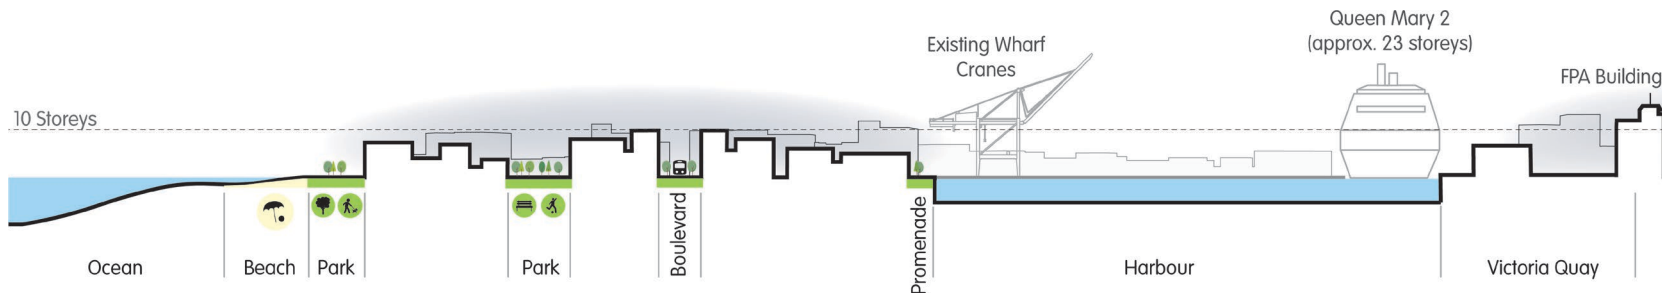 Queen Mary 2
(approx. 23 storeys)
Existing Wharf
Cranes
FPA Building
10 Storeys
Ocean
Beach
Park
Park
Boulevard
Promenade
Harbour
Victoria Quay